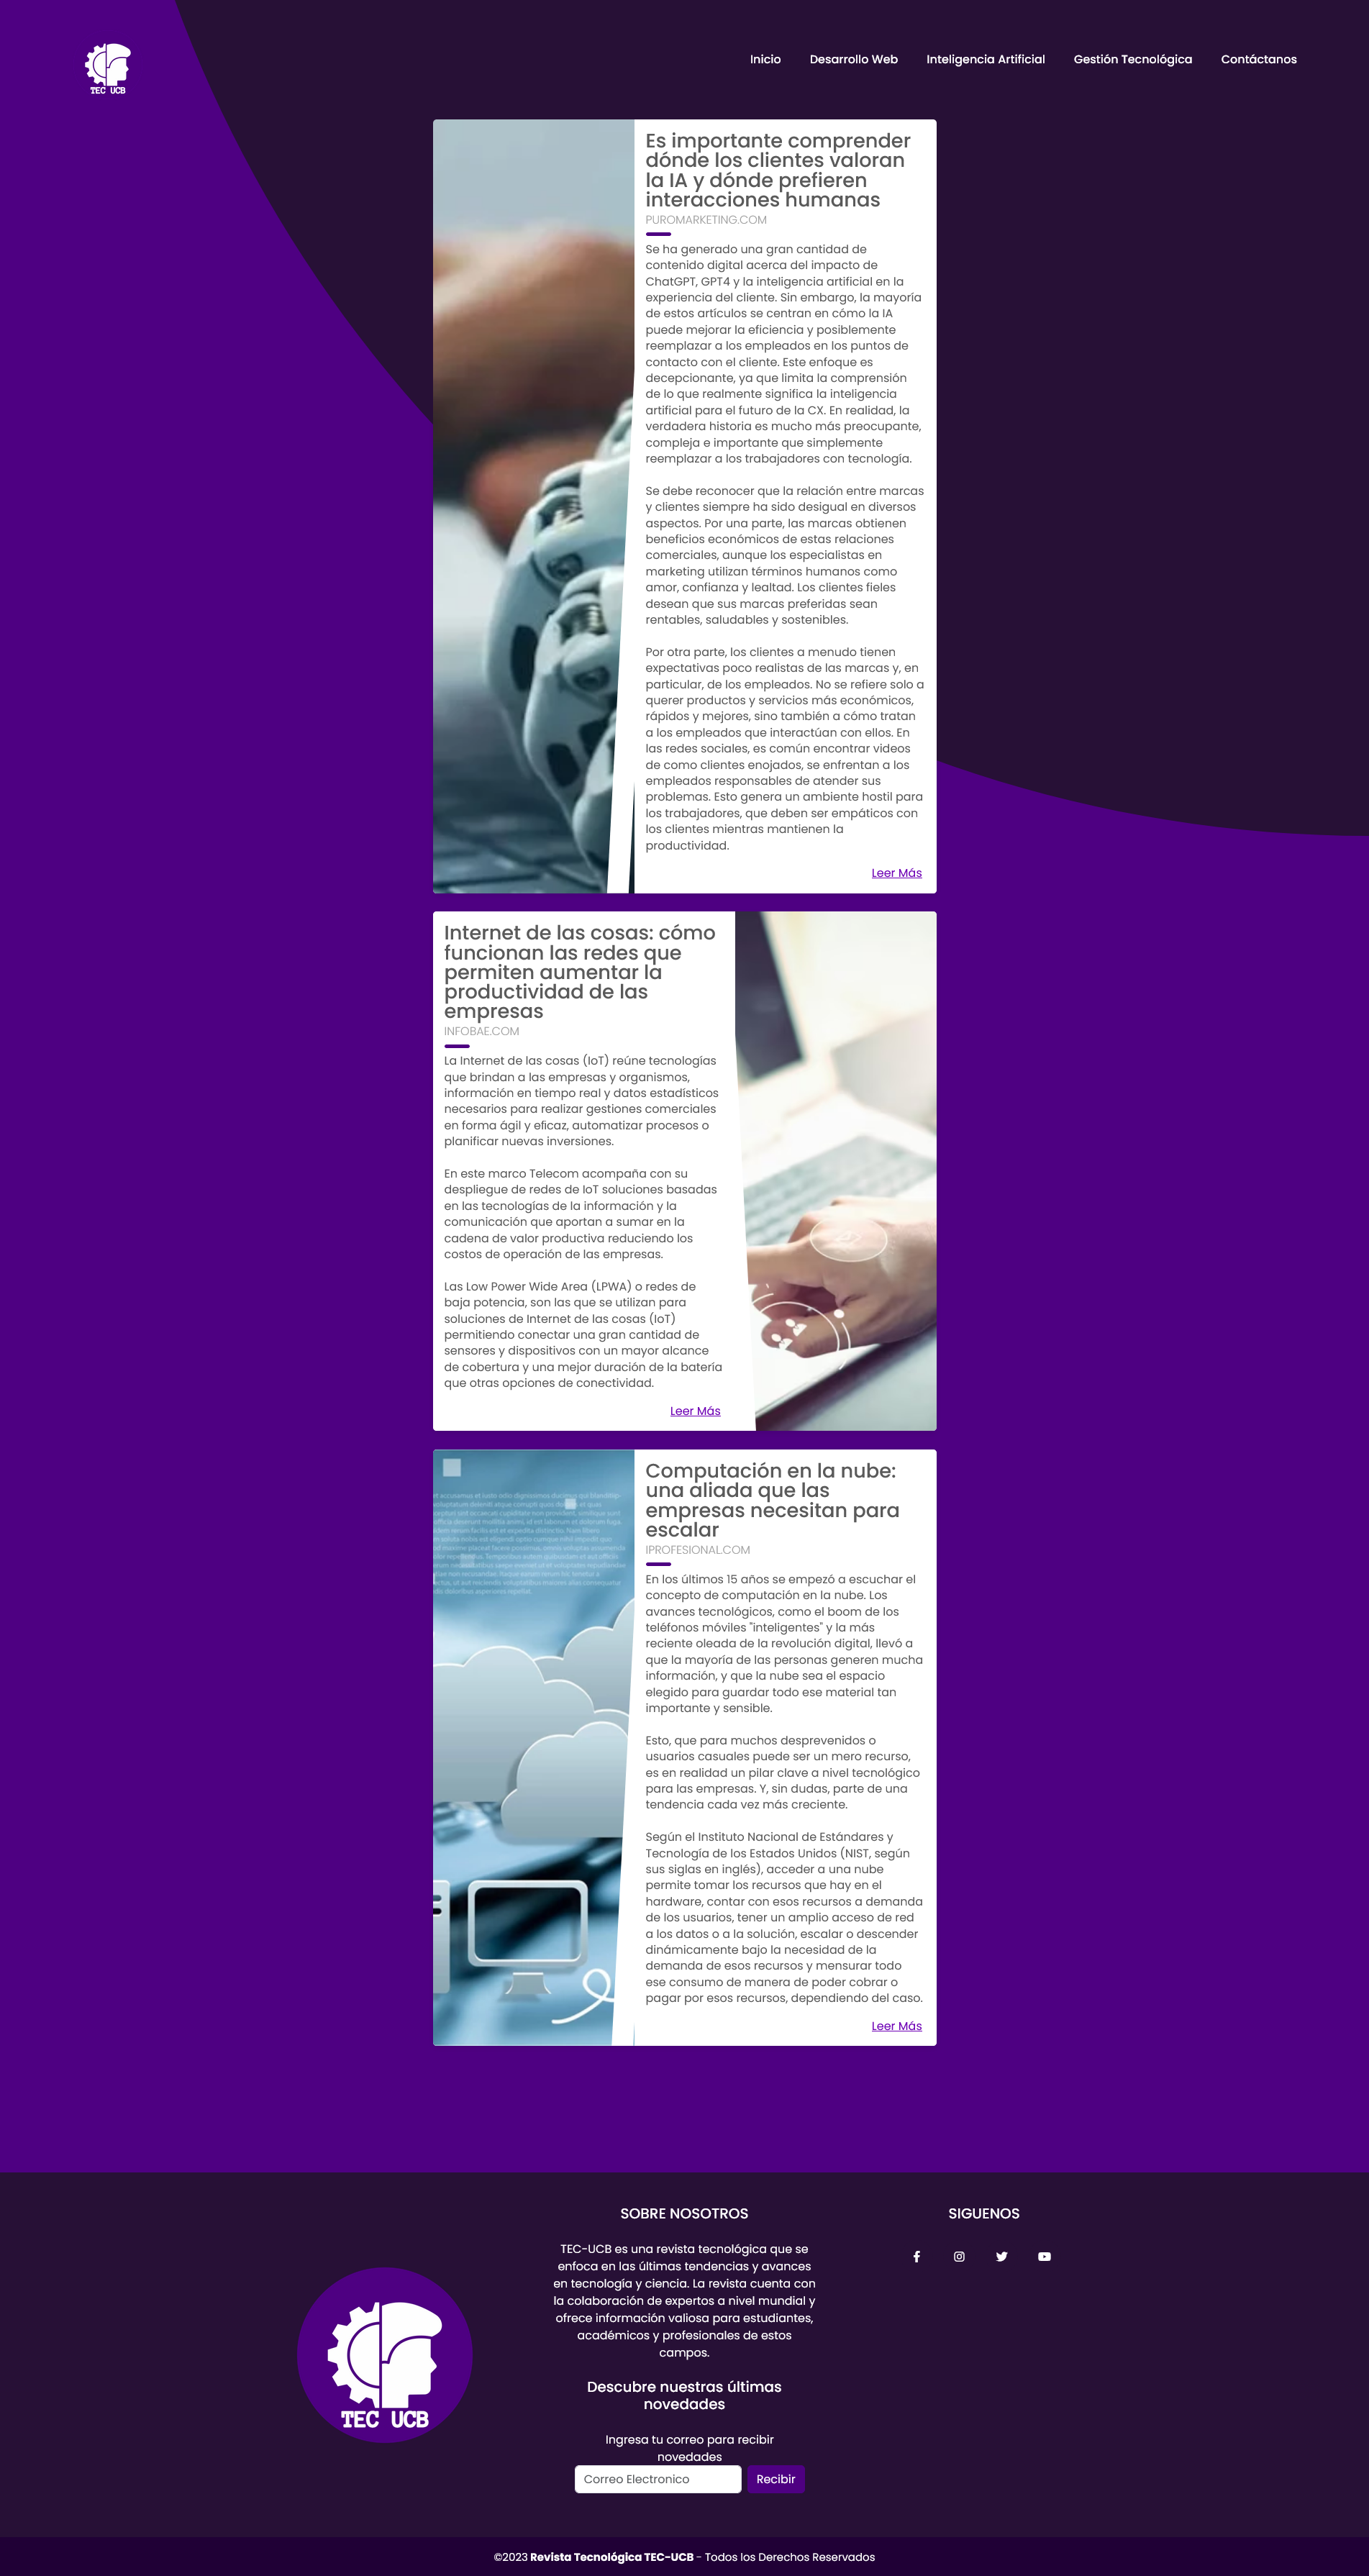 TEC UCB
Inicio
Desarrollo Web
Inteligencia Artificial
Gestión Tecnológica
Contáctanos
Es importante comprender
dónde los clientes valoran
la IA y dónde prefieren
interacciones humanas
PUROMARKETING.COM
Se ha generado una gran cantidad de
contenido digital acerca del impacto de
ChatGPT, GPT4 y la inteligencia artificial en la
experiencia del cliente. Sin embargo, la mayoría
de estos artículos se centran en cómo la IA
puede mejorar la eficiencia y posiblemente
reemplazar a los empleados en los puntos de
contacto con el cliente. Este enfoque es
decepcionante, ya que limita la comprensión
de lo que realmente significa la inteligencia
artificial para el futuro de la CX. En realidad, la
verdadera historia es mucho más preocupante,
compleja e importante que simplemente
reemplazar a los trabajadores con tecnología.
Se debe reconocer que la relación entre marcas
y clientes siempre ha sido desigual en diversos
aspectos. Por una parte, las marcas obtienen
beneficios económicos de estas relaciones
comerciales, aunque los especialistas en
marketing utilizan términos humanos como
amor, confianza y lealtad. Los clientes fieles
desean que sus marcas preferidas sean
rentables, saludables y sostenibles.
Por otra parte, los clientes a menudo tienen
expectativas poco realistas de las marcas y, en
particular, de los empleados. No se refiere solo a
querer productos y servicios más económicos,
rápidos y mejores, sino también a cómo tratan
a los empleados que interactúan con ellos. En
las redes sociales, es común encontrar videos
de como clientes enojados, se enfrentan a los
empleados responsables de atender sus
problemas. Esto genera un ambiente hostil para
los trabajadores, que deben ser empáticos con
los clientes mientras mantienen la
productividad.
Leer Más
Internet de las cosas: cómo
funcionan las redes que
permiten aumentar la
productividad de las
empresas
INFOBAE.COM
La Internet de las cosas (IoT) reúne tecnologías
que brindan a las empresas y organismos,
información en tiempo real y datos estadísticos
necesarios para realizar gestiones comerciales
en forma ágil y eficaz, automatizar procesos o
planificar nuevas inversiones.
En este marco Telecom acompaña con su
despliegue de redes de IoT soluciones basadas
en las tecnologías de la información y la
comunicación que aportan a sumar en la
cadena de valor productiva reduciendo los
costos de operación de las empresas.
Las Low Power Wide Area (LPWA) o redes de
baja potencia, son las que se utilizan para
soluciones de Internet de las cosas (IoT)
permitiendo conectar una gran cantidad de
sensores y dispositivos con un mayor alcance
de cobertura y una mejor duración de la batería
que otras opciones de conectividad.
Leer Más
Computación en la nube:
una aliada que las
empresas necesitan para
escalar
IPROFESIONAL.COM
En los últimos 15 años se empezó a escuchar el
concepto de computación en la nube. Los
avances tecnológicos, como el boom de los
teléfonos móviles "inteligentes" y la más
reciente oleada de la revolución digital, llevó a
que la mayoría de las personas generen mucha
información, y que la nube sea el espacio
elegido para guardar todo ese material tan
importante y sensible.
Esto, que para muchos desprevenidos o
usuarios casuales puede ser un mero recurso,
es en realidad un pilar clave a nivel tecnológico
para las empresas. Y, sin dudas, parte de una
tendencia cada vez más creciente.
Según el Instituto Nacional de Estándares y
Tecnología de los Estados Unidos (NIST, según
sus siglas en inglés), acceder a una nube
permite tomar los recursos que hay en el
hardware, contar con esos recursos a demanda
de los usuarios, tener un amplio acceso de red
a los datos o a la solución, escalar o descender
dinámicamente bajo la necesidad de la
demanda de esos recursos y mensurar todo
ese consumo de manera de poder cobrar o
pagar por esos recursos, dependiendo del caso.
Leer Más
TEC UCB
SOBRE NOSOTROS
TEC-UCB es una revista tecnológica que se
enfoca en las últimas tendencias y avances
en tecnología y ciencia. La revista cuenta con
la colaboración de expertos a nivel mundial y
ofrece información valiosa para estudiantes,
académicos y profesionales de estos
campos.
Descubre nuestras últimas
novedades
Ingresa tu correo para recibir
novedades
Correo Electronico
Recibir
SIGUENOS
©2023 Revista Tecnológica TEC-UCB - Todos los Derechos Reservados